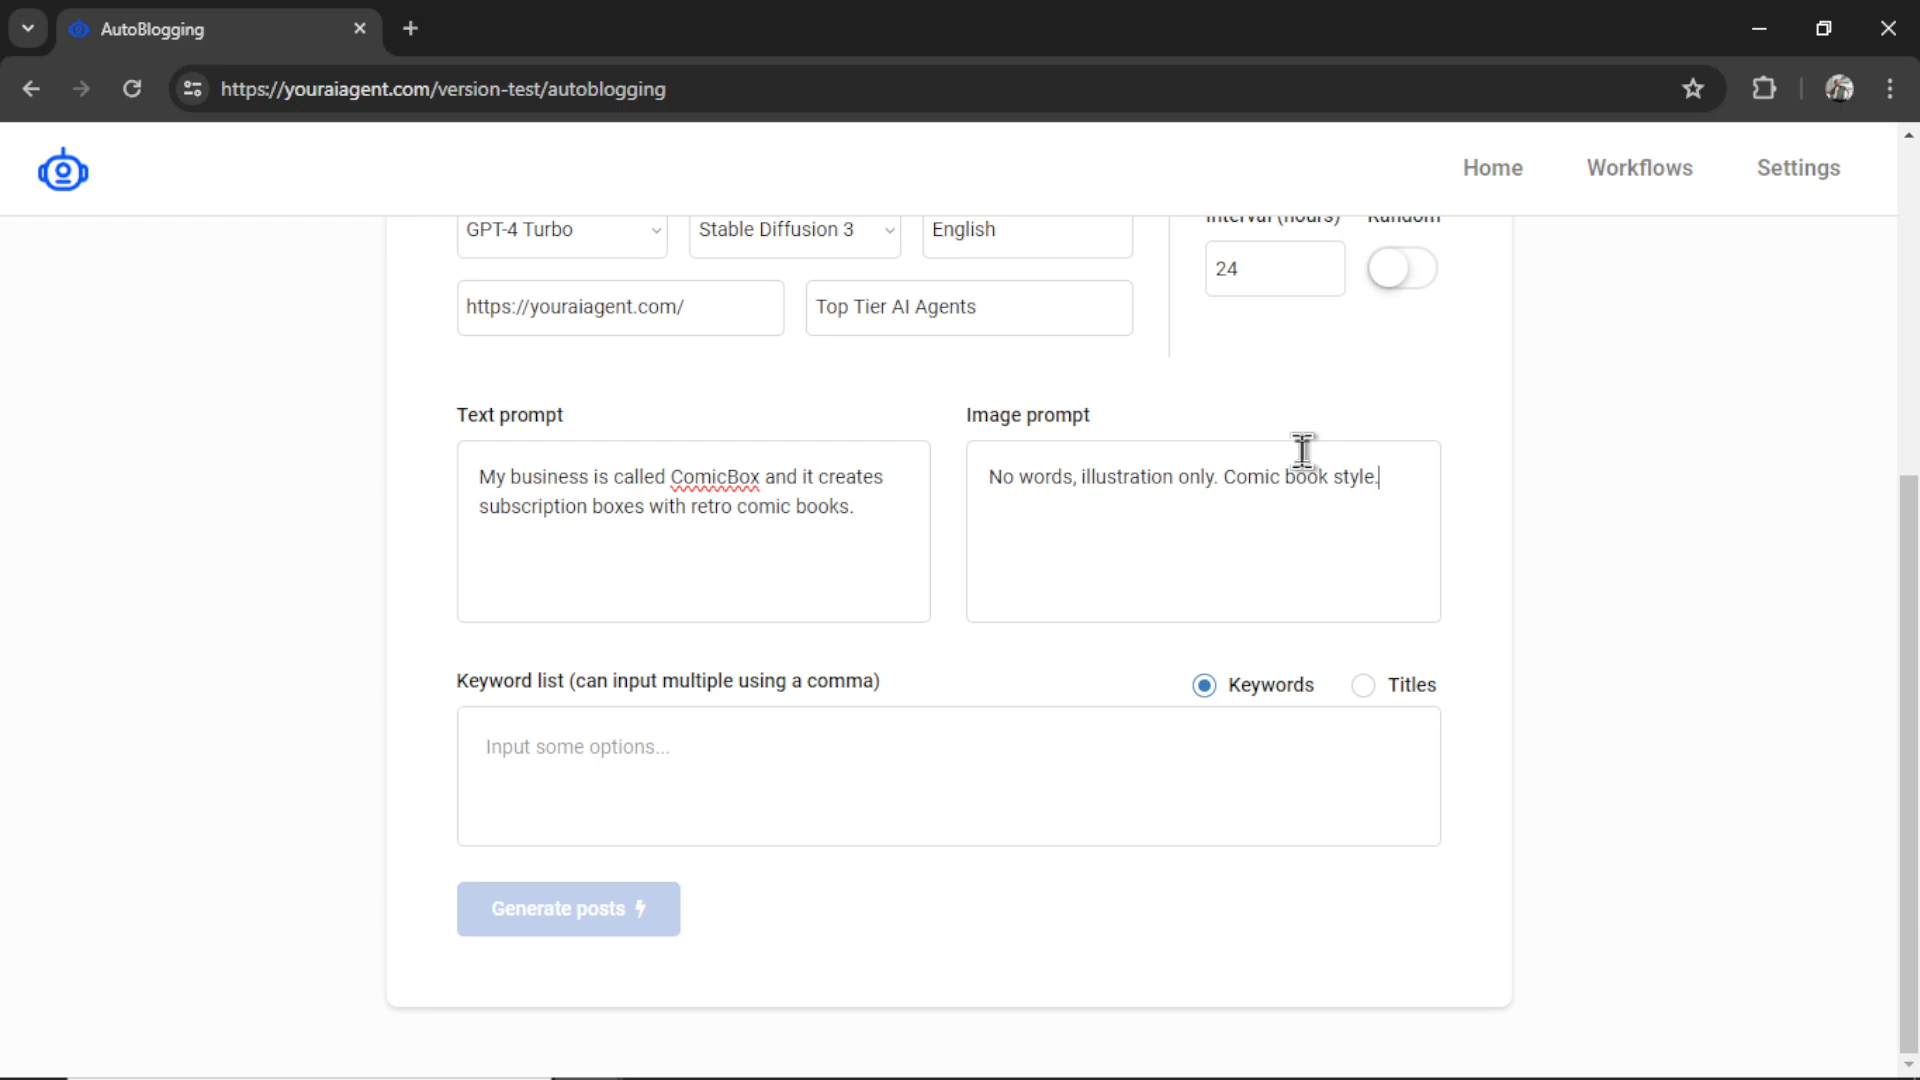 AutoBlogging
https://youraiagent.com/version-test/autoblogging
Home Workflows Settings
GPT-4 Turbo Stable Diffusion 3 English
Interval (hours) Random
24
https://youraiagent.com/ Top Tier AI Agents
Text prompt
My business is called ComicBox and it creates
subscription boxes with retro comic books.
Image prompt
No words, illustration only. Comic book style.
Keyword list (can input multiple using a comma)
Keywords Titles
Input some options...
Generate posts